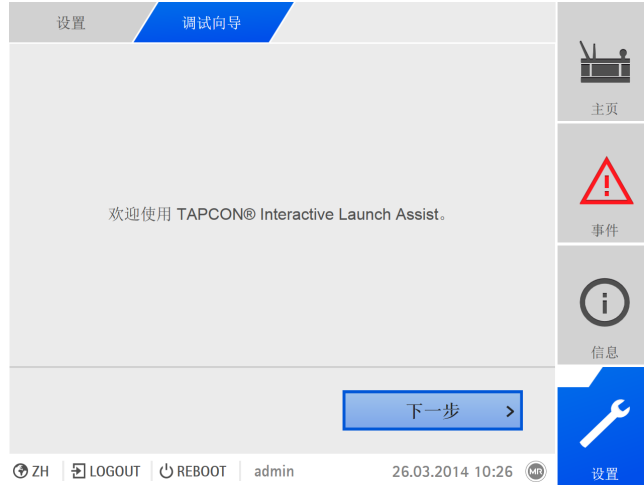 设置
调试向导
主页
欢迎使用 TAPCON® Interactive Launch Assist。
事件
信息
下一步 >
设置
ZH LOGOUT REBOOT admin 26.03.2014 10:26 MR